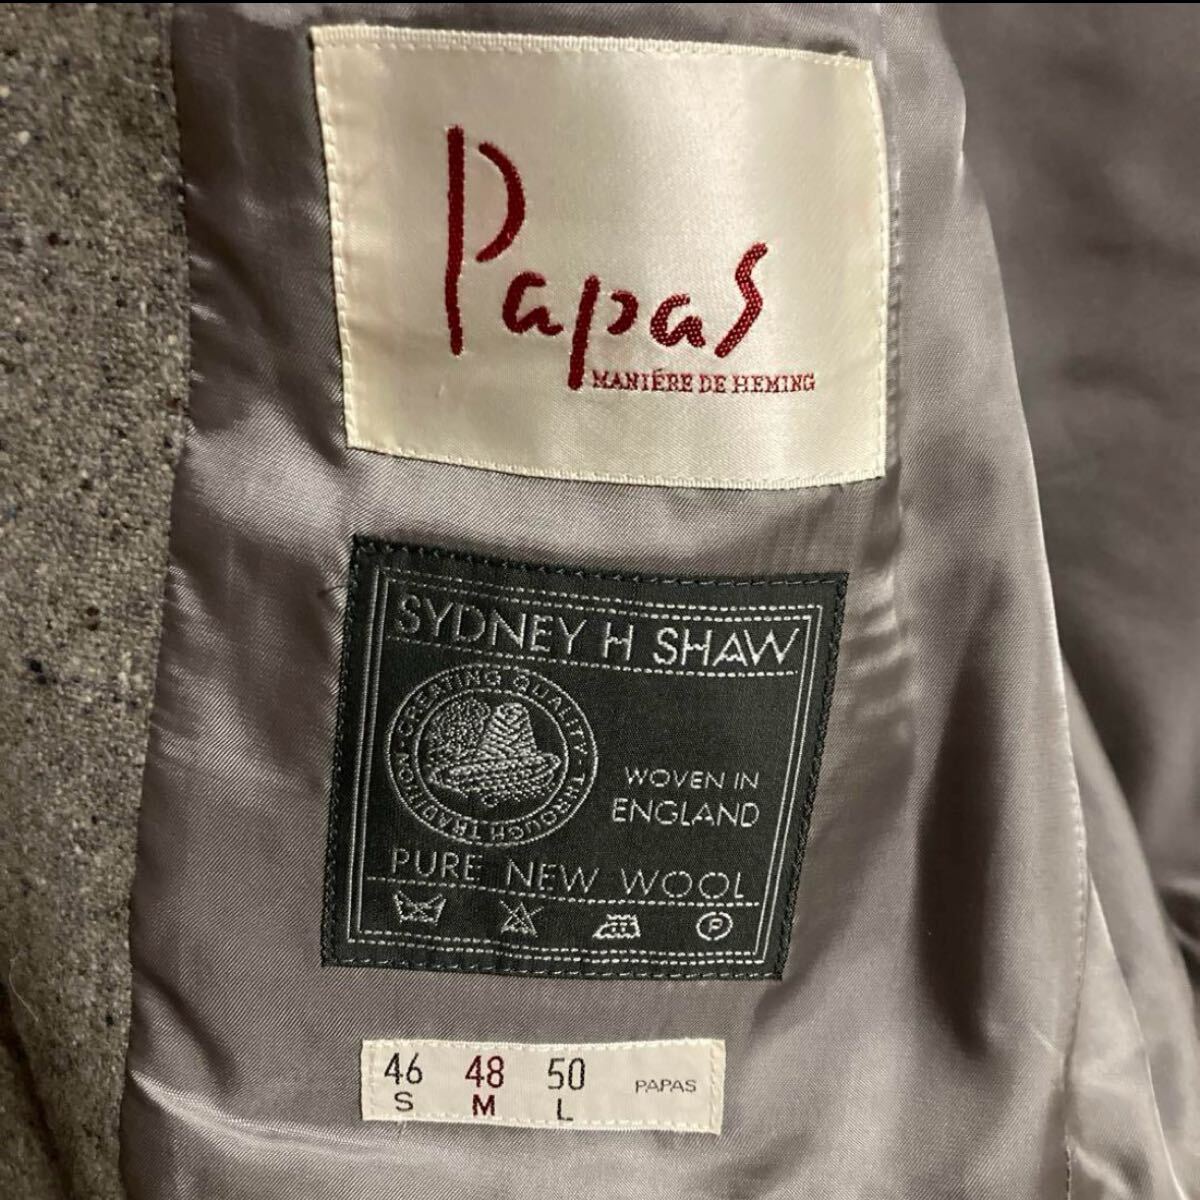 Papas
MANIÉRE DE HEMING
SYDNEY H SHAW
CREATING QUALITY · THROUGH TRADITION ·
WOVEN IN
ENGLAND
PURE NEW WOOL
P
46 48 50 PAPAS
S M L